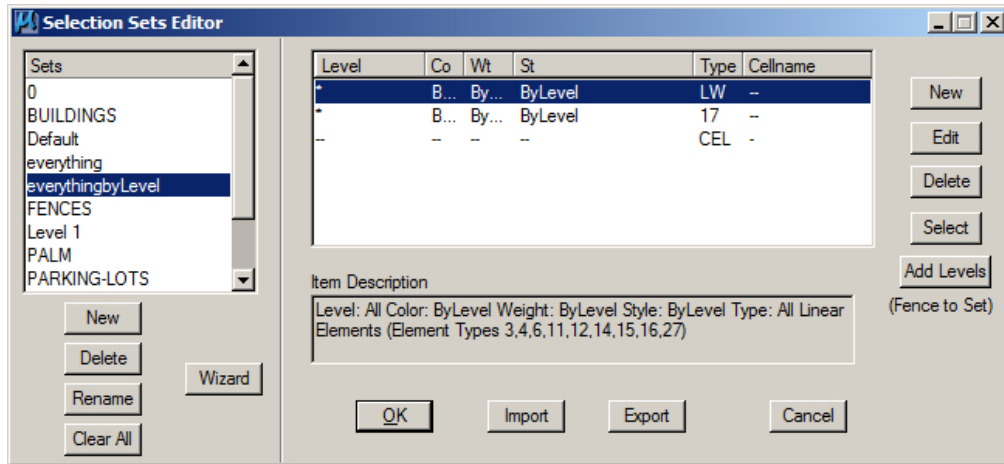 Selection Sets Editor
Sets
0
BUILDINGS
Default
everything
everythingbyLevel
FENCES
Level 1
PALM
PARKING-LOTS
New
Delete
Rename
Clear All
Wizard
Level Co Wt St Type Cellname
* B... By... ByLevel LW --
* B... By... ByLevel 17 --
-- -- -- -- CEL -
Item Description
Level: All Color: ByLevel Weight: ByLevel Style: ByLevel Type: All Linear
Elements (Element Types 3,4,6,11,12,14,15,16,27)
OK Import Export Cancel
New
Edit
Delete
Select
Add Levels
(Fence to Set)